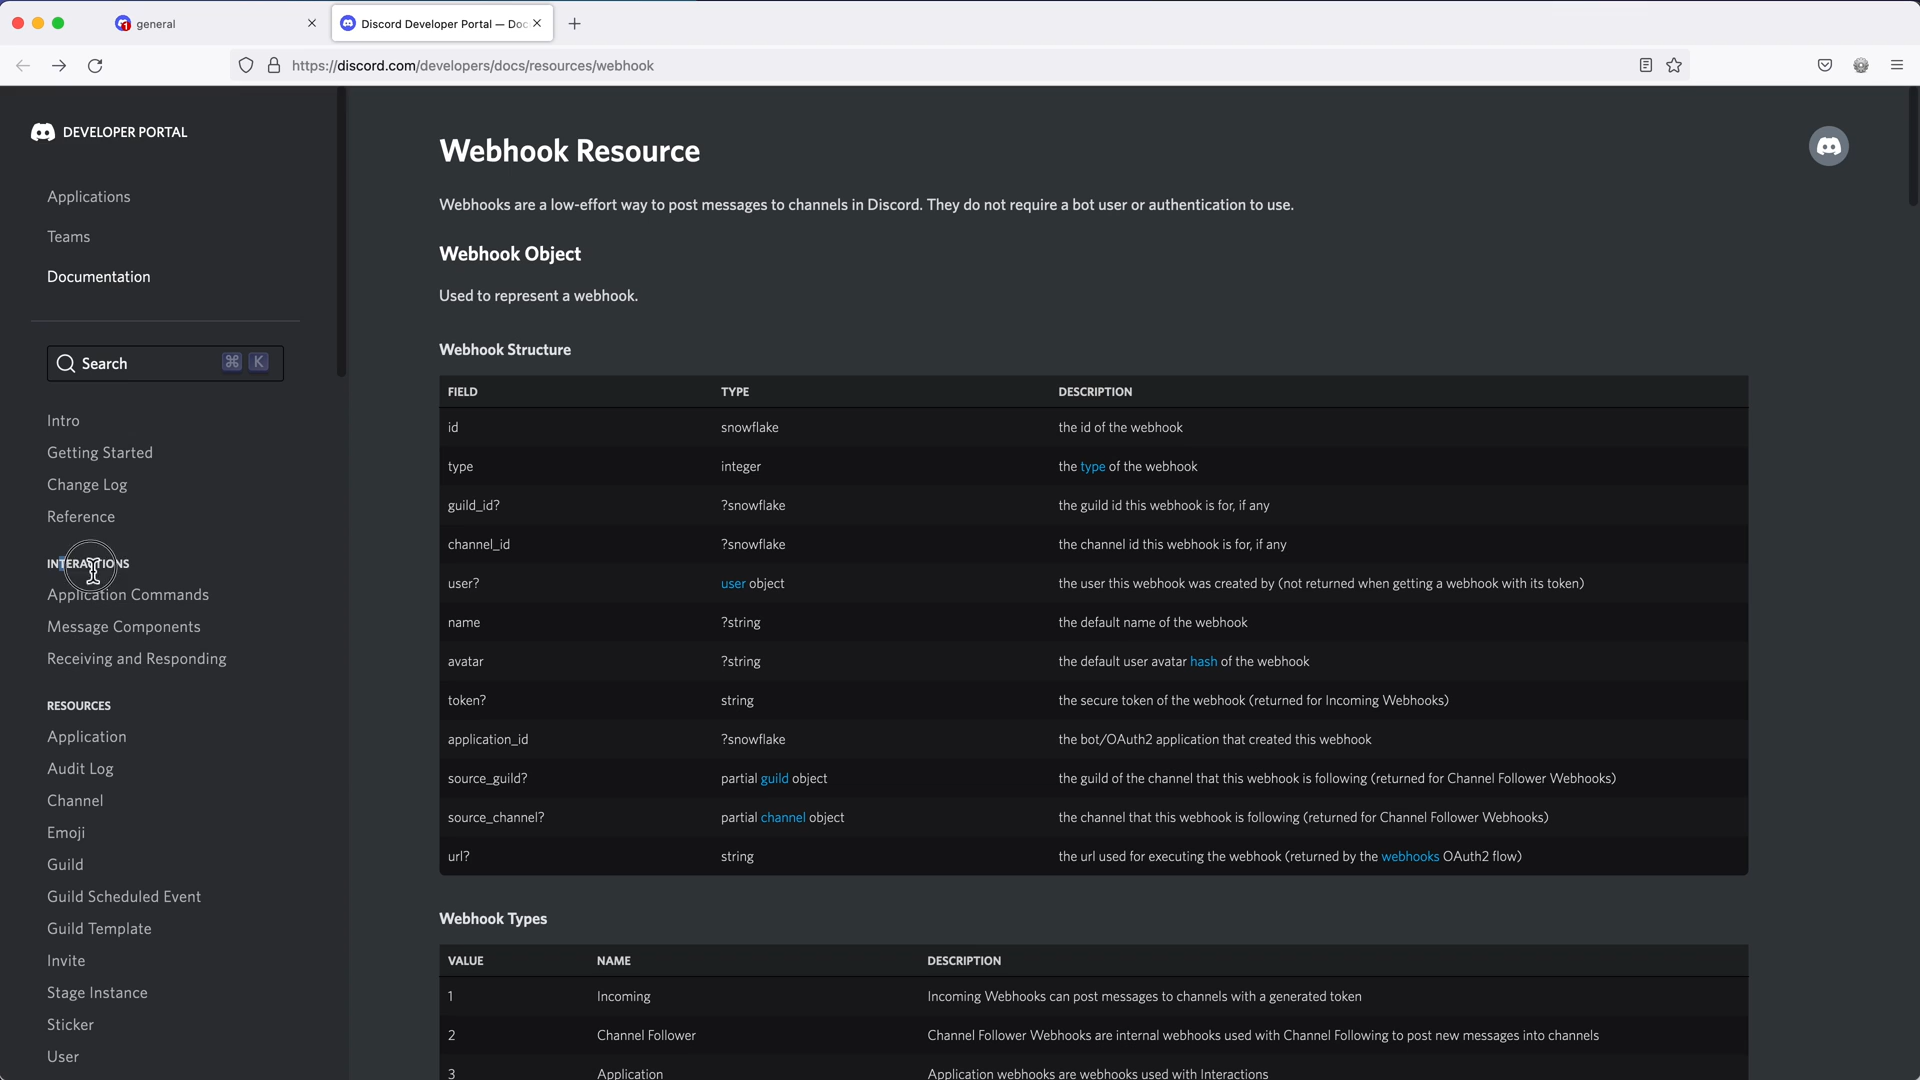 general
Discord Developer Portal — Doc
https://discord.com/developers/docs/resources/webhook
DEVELOPER PORTAL
Applications
Teams
Documentation
Search ⌘ K
Intro
Getting Started
Change Log
Reference
INTERACTIONS
Application Commands
Message Components
Receiving and Responding
RESOURCES
Application
Audit Log
Channel
Emoji
Guild
Guild Scheduled Event
Guild Template
Invite
Stage Instance
Sticker
User
Webhook Resource
Webhooks are a low-effort way to post messages to channels in Discord. They do not require a bot user or authentication to use.
Webhook Object
Used to represent a webhook.
Webhook Structure
FIELD TYPE DESCRIPTION
id snowflake the id of the webhook
type integer the type of the webhook
guild_id? ?snowflake the guild id this webhook is for, if any
channel_id ?snowflake the channel id this webhook is for, if any
user? user object the user this webhook was created by (not returned when getting a webhook with its token)
name ?string the default name of the webhook
avatar ?string the default user avatar hash of the webhook
token? string the secure token of the webhook (returned for Incoming Webhooks)
application_id ?snowflake the bot/OAuth2 application that created this webhook
source_guild? partial guild object the guild of the channel that this webhook is following (returned for Channel Follower Webhooks)
source_channel? partial channel object the channel that this webhook is following (returned for Channel Follower Webhooks)
url? string the url used for executing the webhook (returned by the webhooks OAuth2 flow)
Webhook Types
VALUE NAME DESCRIPTION
1 Incoming Incoming Webhooks can post messages to channels with a generated token
2 Channel Follower Channel Follower Webhooks are internal webhooks used with Channel Following to post new messages into channels
3 Application Application webhooks are webhooks used with Interactions